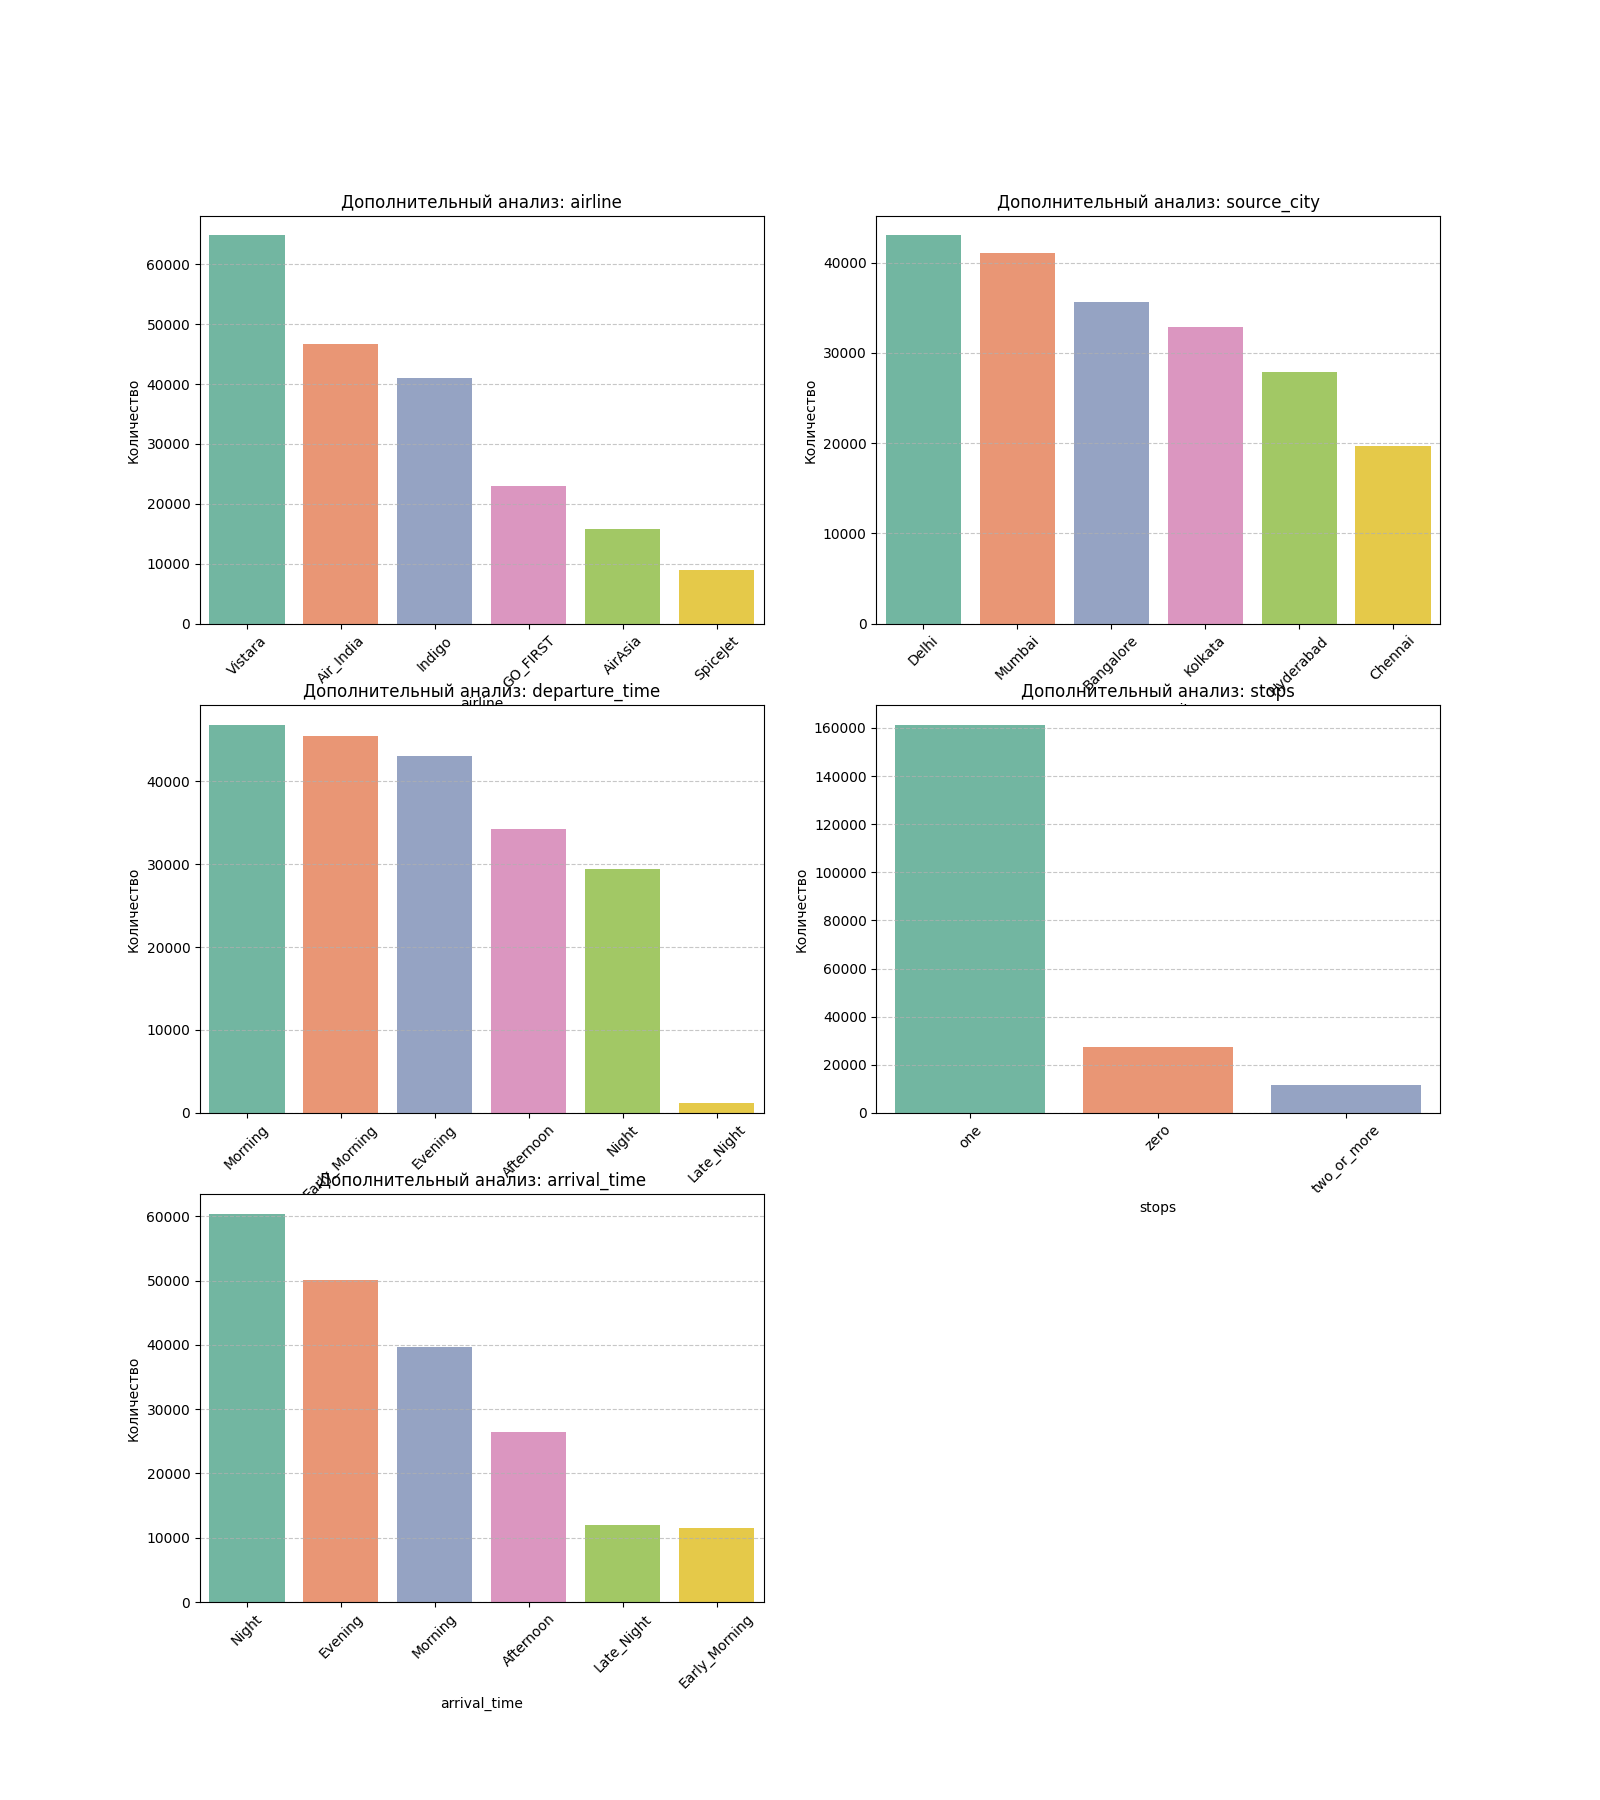 Дополнительный анализ: airline
60000
50000
40000
30000
20000
10000
0
Количество
Vistara
Air_India
Indigo
GO_FIRST
AirAsia
SpiceJet
airline
Дополнительный анализ: source_city
40000
30000
20000
10000
0
Количество
Delhi
Mumbai
Bangalore
Kolkata
Hyderabad
Chennai
Дополнительный анализ: departure_time
40000
30000
20000
10000
0
Количество
Morning
Early_Morning
Evening
Afternoon
Night
Late_Night
Дополнительный анализ: stops
160000
140000
120000
100000
80000
60000
40000
20000
0
Количество
one
zero
two_or_more
stops
Дополнительный анализ: arrival_time
60000
50000
40000
30000
20000
10000
0
Количество
Night
Evening
Morning
Afternoon
Late_Night
Early_Morning
arrival_time